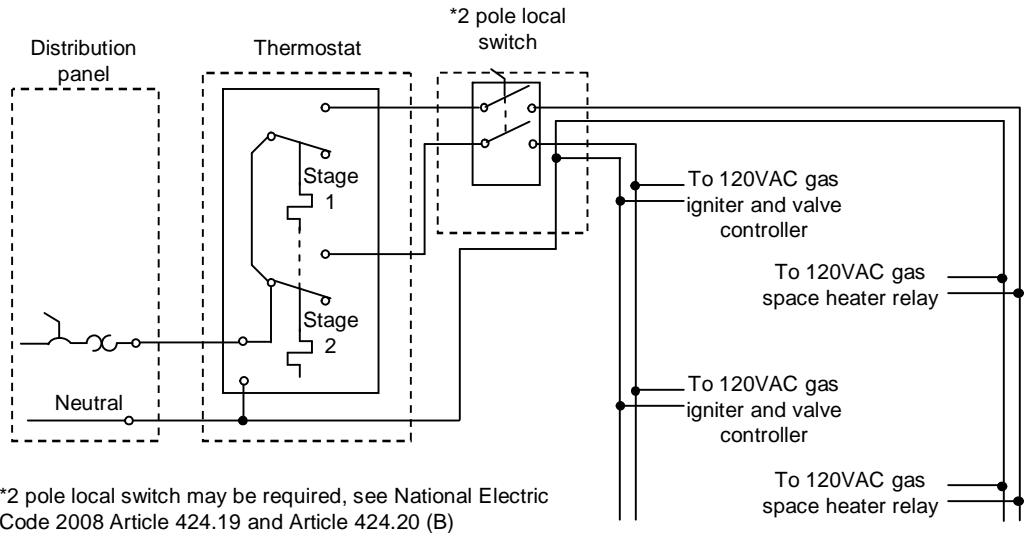 *2 pole local
switch
Distribution
panel
Thermostat
Stage
1
Stage
2
Neutral
To 120VAC gas
igniter and valve
controller
To 120VAC gas
space heater relay
To 120VAC gas
igniter and valve
controller
To 120VAC gas
space heater relay
*2 pole local switch may be required, see National Electric
Code 2008 Article 424.19 and Article 424.20 (B)